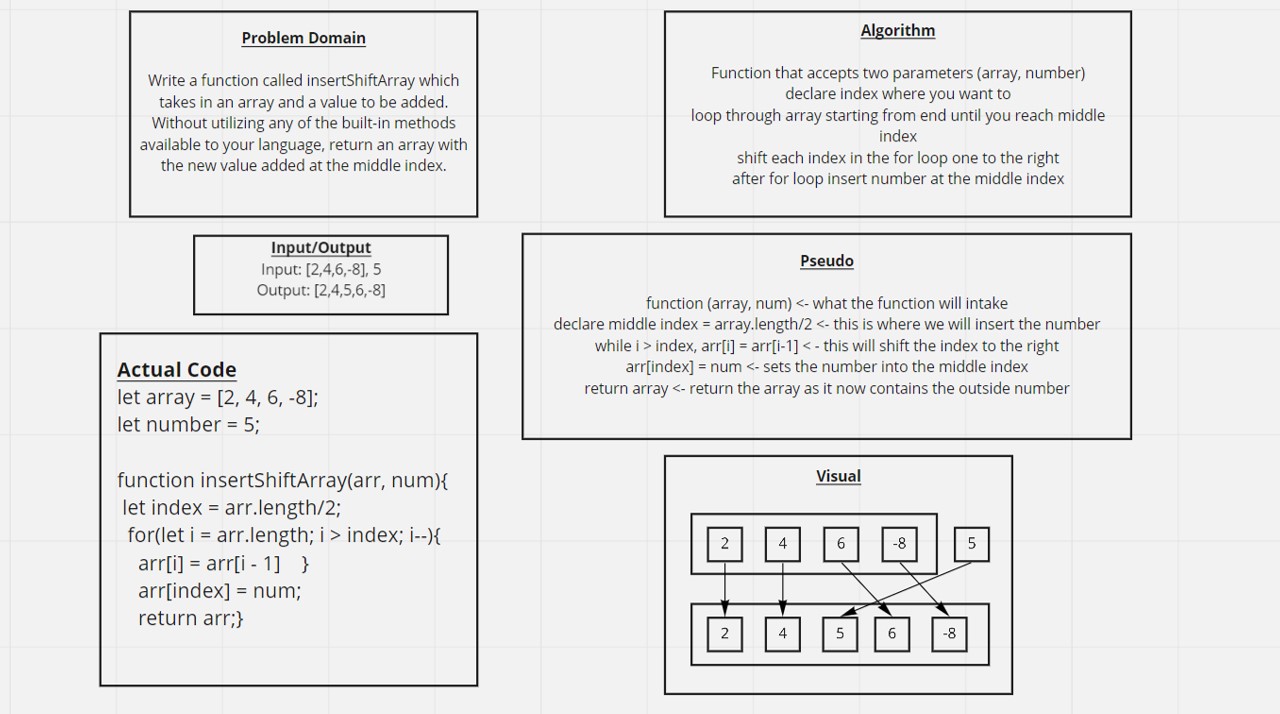 Problem Domain
Write a function called insertShiftArray which
takes in an array and a value to be added.
Without utilizing any of the built-in methods
available to your language, return an array with
the new value added at the middle index.
Algorithm
Function that accepts two parameters (array, number)
declare index where you want to
loop through array starting from end until you reach middle
index
shift each index in the for loop one to the right
after for loop insert number at the middle index
Input/Output
Input: [2,4,6,-8], 5
Output: [2,4,5,6,-8]
Pseudo
function (array, num) <- what the function will intake
declare middle index = array.length/2 <- this is where we will insert the number
while i > index, arr[i] = arr[i-1] < - this will shift the index to the right
arr[index] = num <- sets the number into the middle index
return array <- return the array as it now contains the outside number
Actual Code
let array = [2, 4, 6, -8];
let number = 5;
function insertShiftArray(arr, num){
let index = arr.length/2;
for(let i = arr.length; i > index; i--){
arr[i] = arr[i - 1]    }
arr[index] = num;
return arr;}
Visual
2 4 6 -8 5
2 4 5 6 -8